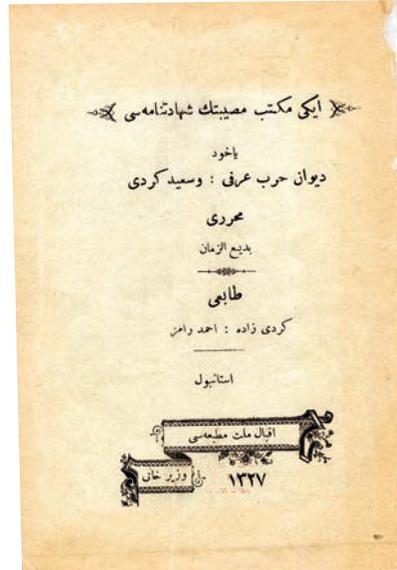 ایکی مکتب مصیبتك شهادتنامه سی
یاخود
دیوان حرب عرفی : وسعید کردی
محرری
بدیع الزمان
طابعی
کردی زاده : احمد رامز
استانبول
اقبال ملت مطبعه سی
وزیر خانی
١٣٢٧